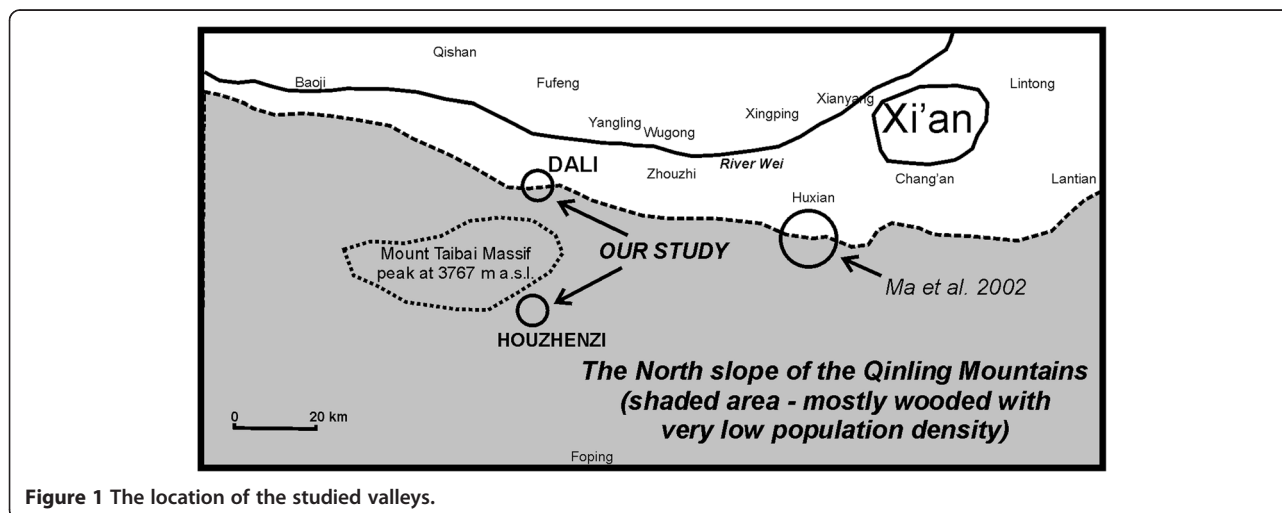 Qishan
Baoji
Fufeng
Lintong
Xianyang
Xingping
Xi'an
Yangling
Wugong
River Wei
DALI
Zhouzhi
Chang'an
Lantian
Huxian
Mount Taibai Massif
peak at 3767 m a.s.l.
OUR STUDY
Ma et al. 2002
HOUZHENZI
The North slope of the Qinling Mountains
(shaded area - mostly wooded with
very low population density)
0 20 km
Foping
Figure 1 The location of the studied valleys.